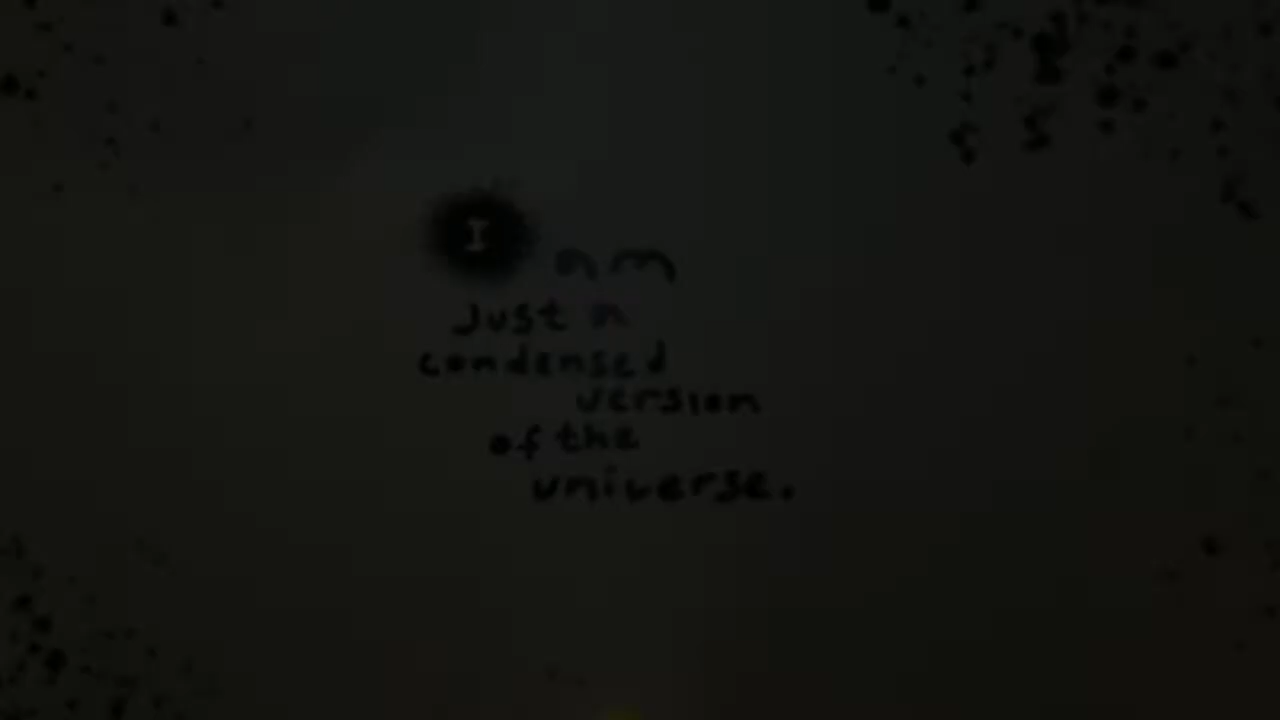 I am
Just a
condensed
version
of the
universe.